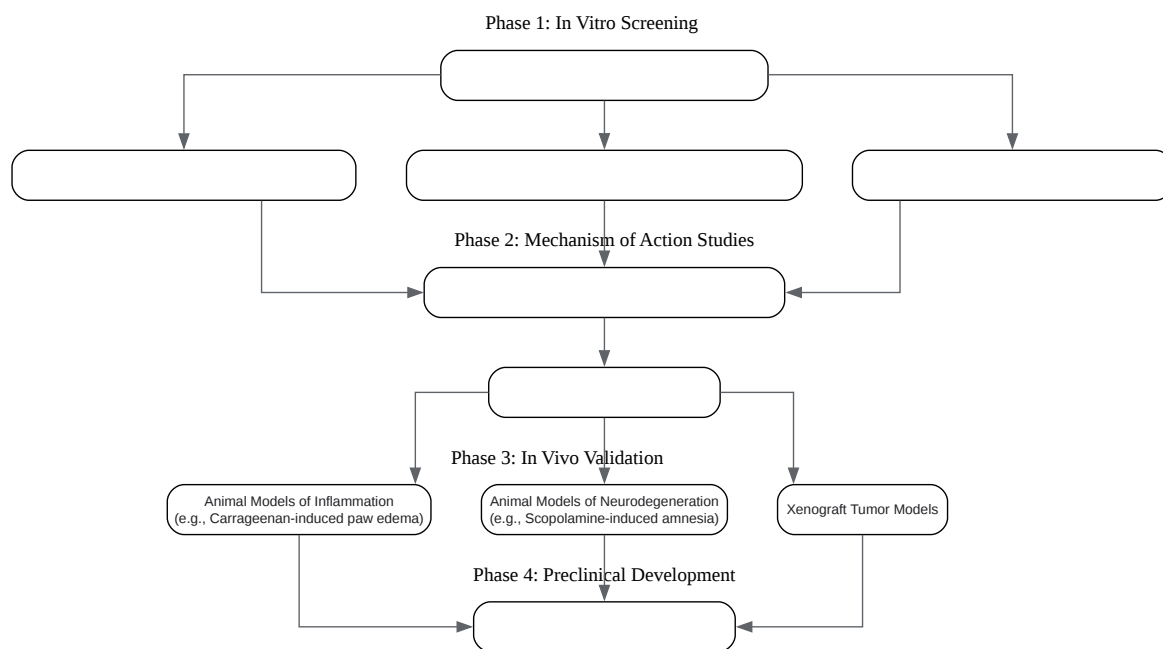 Phase 1: In Vitro Screening
Phase 2: Mechanism of Action Studies
Phase 3: In Vivo Validation
Animal Models of Inflammation
(e.g., Carrageenan-induced paw edema)
Animal Models of Neurodegeneration
(e.g., Scopolamine-induced amnesia)
Xenograft Tumor Models
Phase 4: Preclinical Development